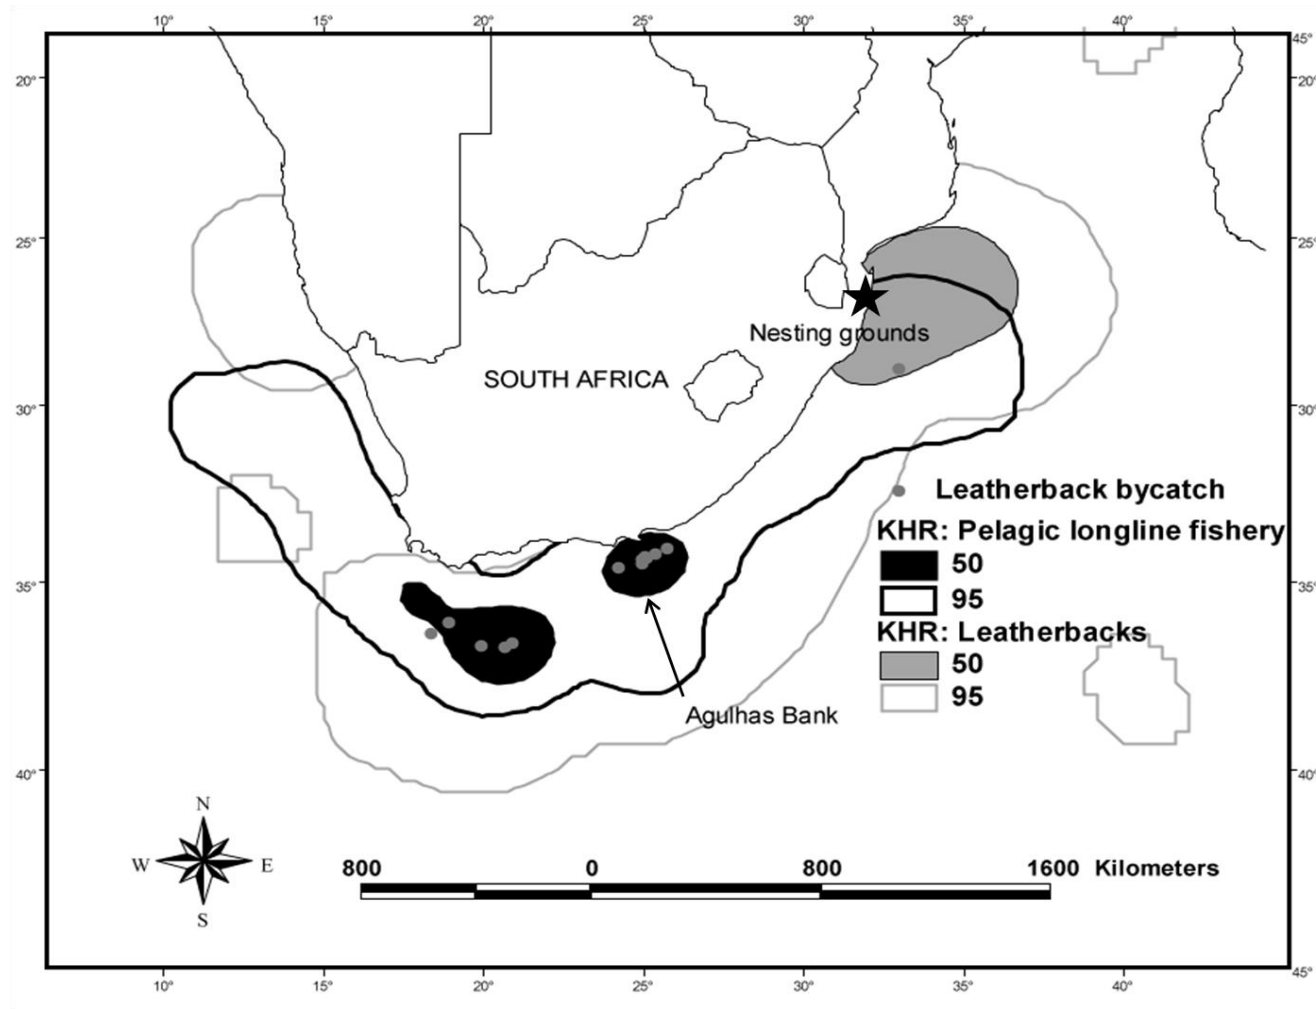 10° 15° 20° 25° 30° 35° 40°
45°
20° 20°
25° 25°
Nesting grounds
SOUTH AFRICA
30° 30°
Leatherback bycatch
KHR: Pelagic longline fishery
50
95
35° 35°
KHR: Leatherbacks
50
95
Agulhas Bank
40° 40°
N
W E
S
800 0 800 1600 Kilometers
45° 45°
10° 15° 20° 25° 30° 35° 40°